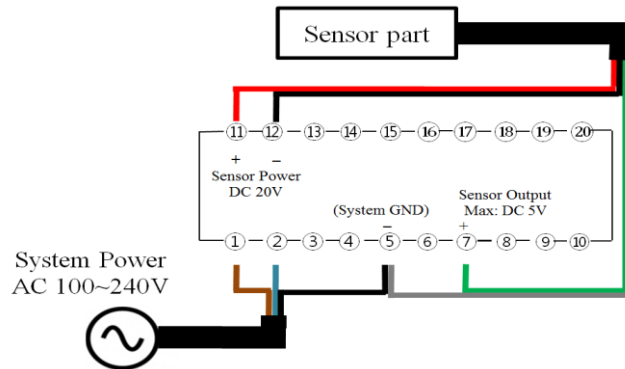 Sensor part
11 12 13 14 15 16 17 18 19 20
+ −
Sensor Power
DC 20V
(System GND)
−
Sensor Output
Max: DC 5V
+
1 2 3 4 5 6 7 8 9 10
System Power
AC 100~240V